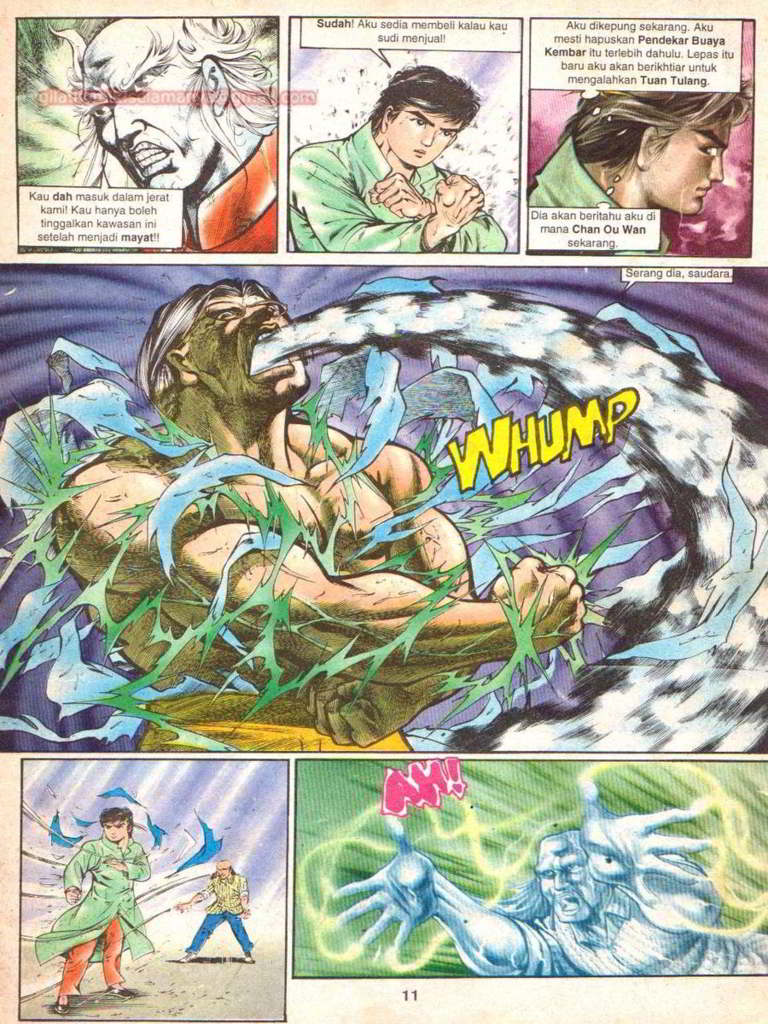 Kau dah masuk dalam jerat
kami! Kau hanya boleh
tinggalkan kawasan ini
setelah menjadi mayat!!
Sudah! Aku sedia membeli kalau kau
sudi menjual!
Aku dikepung sekarang. Aku
mesti hapuskan Pendekar Buaya
Kembar itu terlebih dahulu. Lepas itu
baru aku akan berikhtiar untuk
mengalahkan Tuan Tulang.
Dia akan beritahu aku di
mana Chan Ou Wan
sekarang.
Serang dia, saudara.
WHUMP
AH!
11